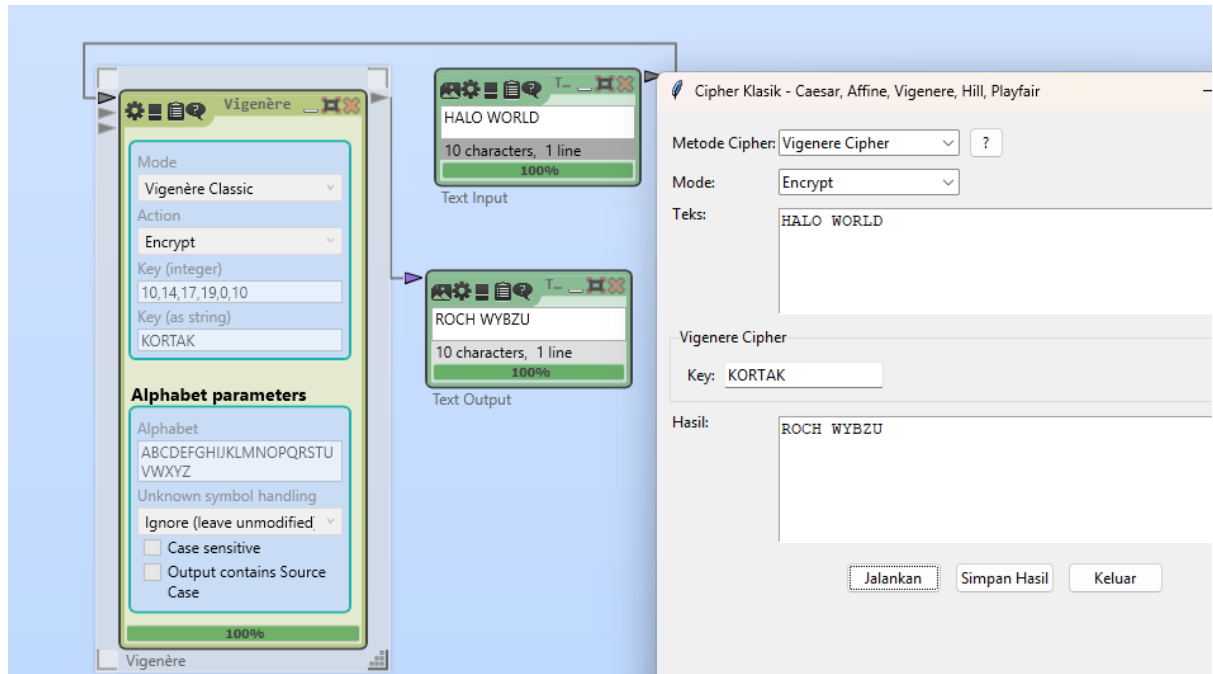 Vigenère
Mode
Vigenère Classic
Action
Encrypt
Key (integer)
10,14,17,19,0,10
Key (as string)
KORTAK
Alphabet parameters
Alphabet
ABCDEFGHIJKLMNOPQRSTU
VWXYZ
Unknown symbol handling
Ignore (leave unmodified
Case sensitive
Output contains Source
Case
100%
Vigenère
T...
HALO WORLD
10 characters, 1 line
100%
Text Input
T...
ROCH WYBZU
10 characters, 1 line
100%
Text Output
Cipher Klasik - Caesar, Affine, Vigenere, Hill, Playfair
Metode Cipher: Vigenere Cipher ?
Mode: Encrypt
Teks: HALO WORLD
Vigenere Cipher
Key: KORTAK
Hasil: ROCH WYBZU
Jalankan Simpan Hasil Keluar